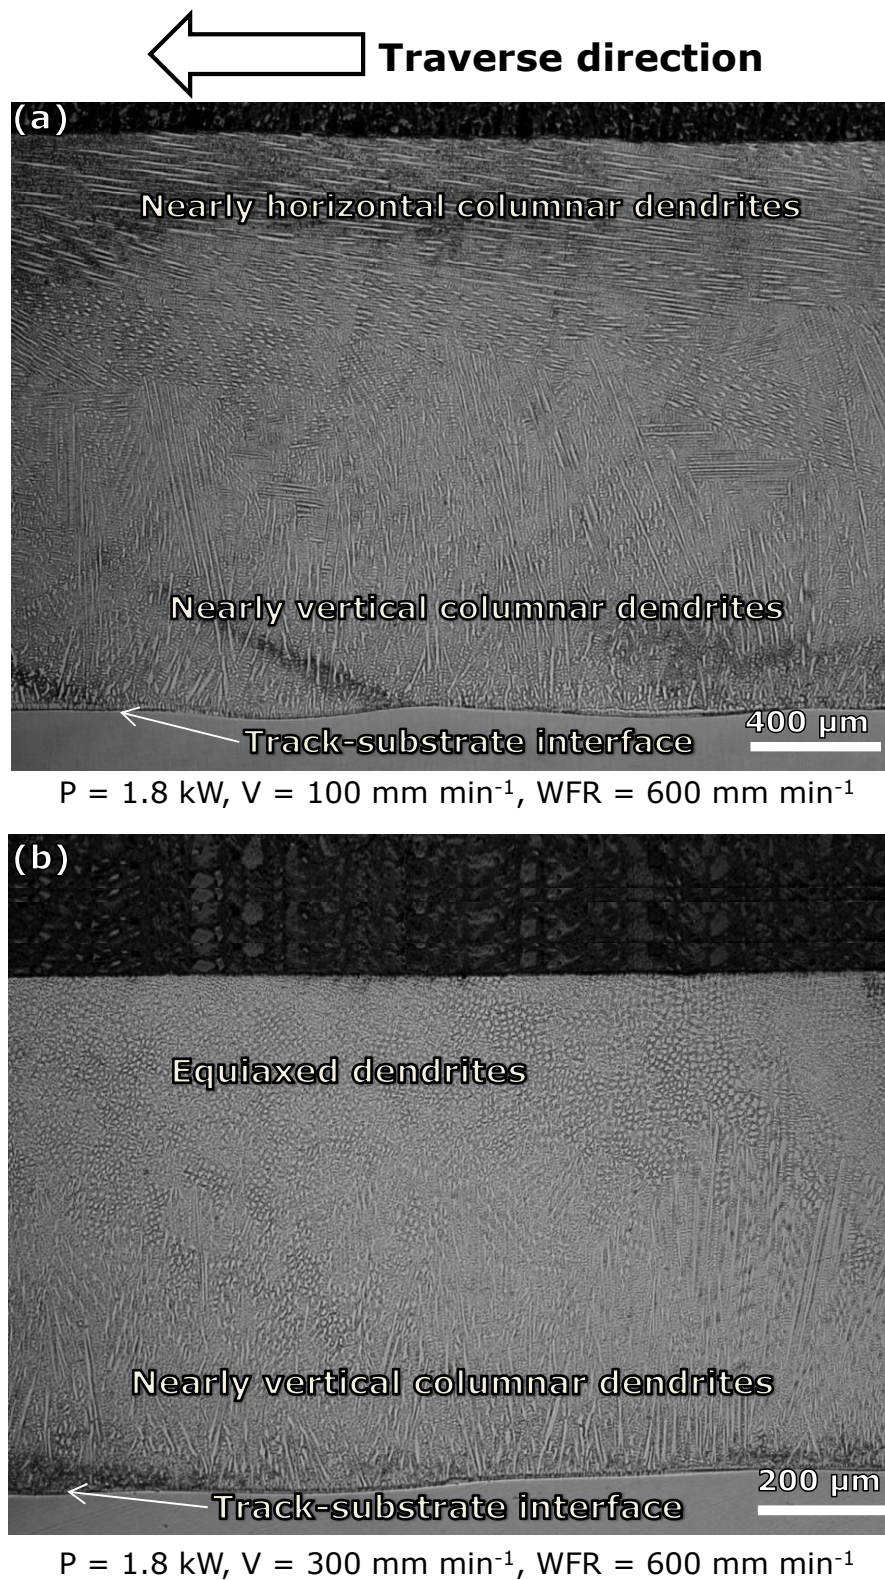 Traverse direction
(a)
Nearly horizontal columnar dendrites
Nearly vertical columnar dendrites
400 μm
Track-substrate interface
P = 1.8 kW, V = 100 mm min⁻¹, WFR = 600 mm min⁻¹
(b)
Equiaxed dendrites
Nearly vertical columnar dendrites
200 μm
Track-substrate interface
P = 1.8 kW, V = 300 mm min⁻¹, WFR = 600 mm min⁻¹